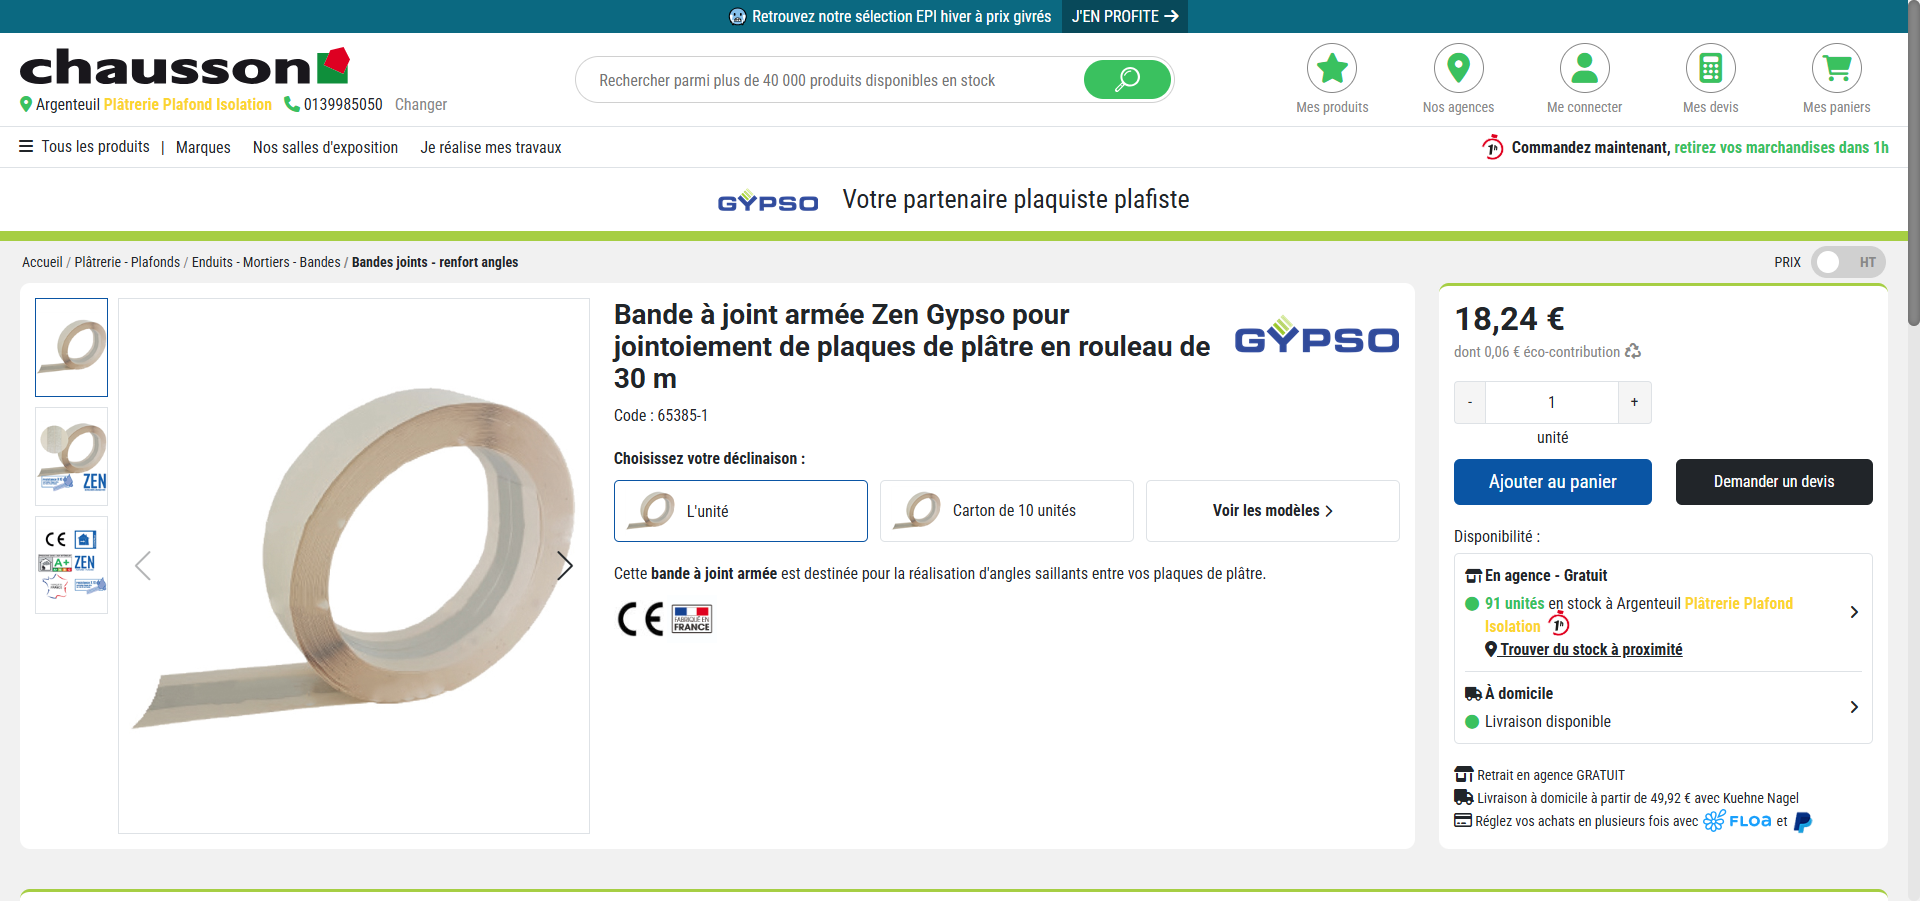 Retrouvez notre sélection EPI hiver à prix givrés J'EN PROFITE
chausson
Argenteuil Plâtrerie Plafond Isolation 0139985050 Changer
Rechercher parmi plus de 40 000 produits disponibles en stock
Mes produits
Nos agences
Me connecter
Mes devis
Mes paniers
Tous les produits | Marques Nos salles d'exposition Je réalise mes travaux
1h Commandez maintenant, retirez vos marchandises dans 1h
GYPSO Votre partenaire plaquiste plafiste
Accueil / Plâtrerie - Plafonds / Enduits - Mortiers - Bandes / Bandes joints - renfort angles
PRIX HT
ZEN
CE
A+
ZEN
Bande à joint armée Zen Gypso pour
jointoiement de plaques de plâtre en rouleau de
30 m
GYPSO
Code : 65385-1
Choisissez votre déclinaison :
L'unité
Carton de 10 unités
Voir les modèles
Cette bande à joint armée est destinée pour la réalisation d'angles saillants entre vos plaques de plâtre.
CE
FABRIQUÉ EN
FRANCE
18,24 €
dont 0,06 € éco-contribution
- 1 +
unité
Ajouter au panier
Demander un devis
Disponibilité :
En agence - Gratuit
91 unités en stock à Argenteuil Plâtrerie Plafond
Isolation 1h
Trouver du stock à proximité
À domicile
Livraison disponible
Retrait en agence GRATUIT
Livraison à domicile à partir de 49,92 € avec Kuehne Nagel
Réglez vos achats en plusieurs fois avec FLOA et